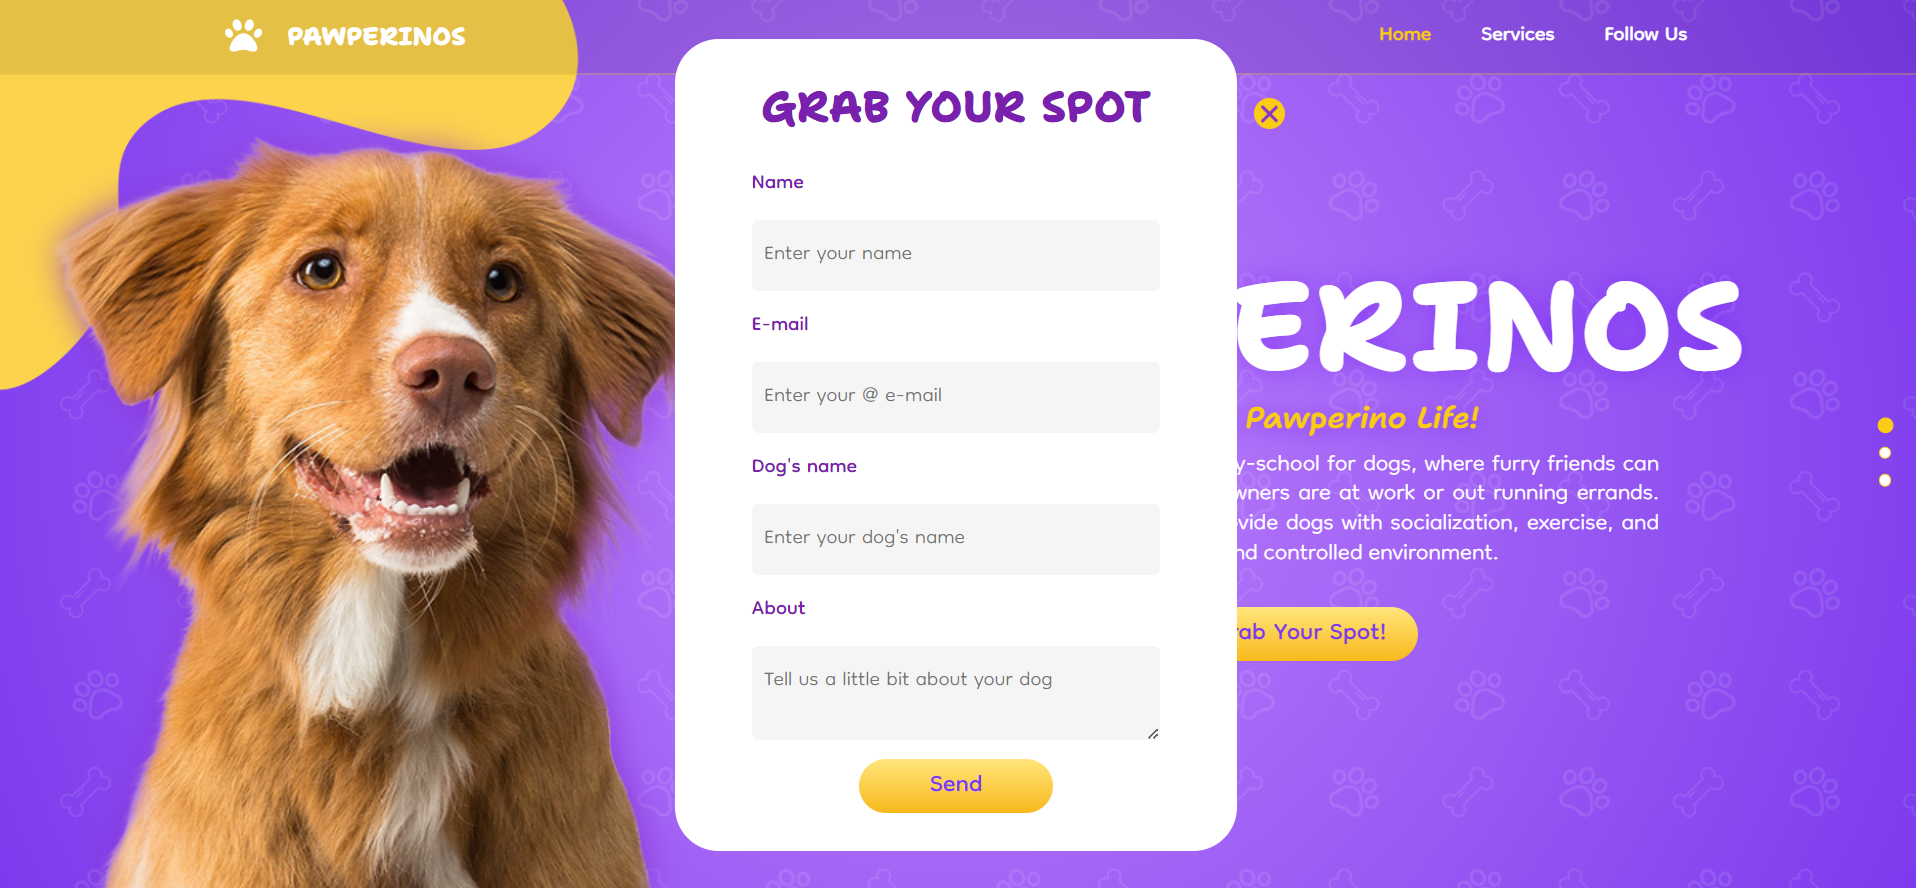 PAWPERINOS
Home
Services
Follow Us
GRAB YOUR SPOT
Name
Enter your name
E-mail
Enter your @ e-mail
Dog's name
Enter your dog's name
About
Tell us a little bit about your dog
Send
ERINOS
Pawperino Life!
y-school for dogs, where furry friends can
wners are at work or out running errands.
vide dogs with socialization, exercise, and
nd controlled environment.
rab Your Spot!